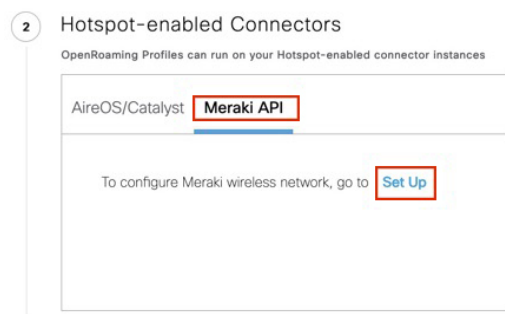 2 Hotspot-enabled Connectors
OpenRoaming Profiles can run on your Hotspot-enabled connector instances
AireOS/Catalyst Meraki API
To configure Meraki wireless network, go to Set Up